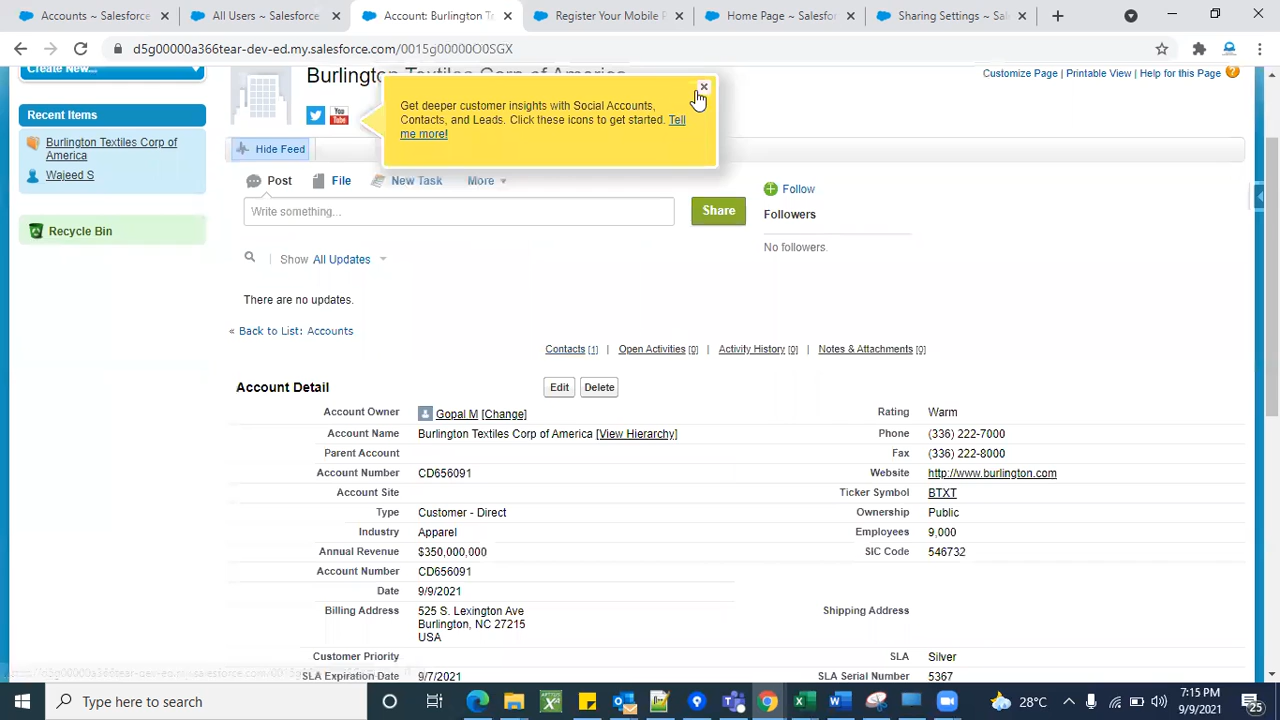 Accounts ~ Salesforce
All Users ~ Salesforce
Account: Burlington Te
Register Your Mobile P
Home Page ~ Salesfor
Sharing Settings ~ Sal
d5g00000a366tear-dev-ed.my.salesforce.com/0015g00000O0SGX
Create New...
Burlington Textiles Corp of America
Customize Page | Printable View | Help for this Page
Recent Items
Burlington Textiles Corp of
America
Wajeed S
Recycle Bin
You
Tube
Get deeper customer insights with Social Accounts,
Contacts, and Leads. Click these icons to get started. Tell
me more!
Hide Feed
Post
File
New Task
More
Write something...
Share
Follow
Followers
No followers.
Show All Updates
There are no updates.
« Back to List: Accounts
Contacts [1] | Open Activities [0] | Activity History [0] | Notes & Attachments [0]
Account Detail
Edit
Delete
Account Owner Gopal M [Change]
Rating Warm
Account Name Burlington Textiles Corp of America [View Hierarchy]
Phone (336) 222-7000
Parent Account
Fax (336) 222-8000
Account Number CD656091
Website http://www.burlington.com
Account Site
Ticker Symbol BTXT
Type Customer - Direct
Ownership Public
Industry Apparel
Employees 9,000
Annual Revenue $350,000,000
SIC Code 546732
Account Number CD656091
Date 9/9/2021
Billing Address 525 S. Lexington Ave
Burlington, NC 27215
USA
Shipping Address
Customer Priority
SLA Silver
SLA Expiration Date 9/7/2021
SLA Serial Number 5367
Type here to search
28°C
7:15 PM
9/9/2021
25